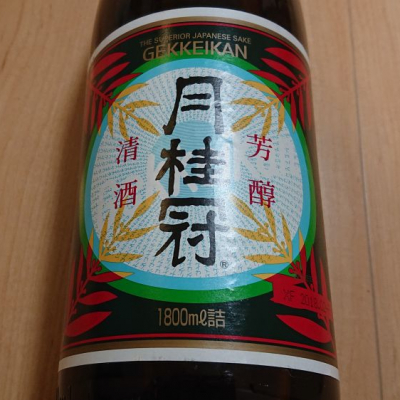 THE SUPERIOR JAPANESE SAKE
GEKKEIKAN
月桂冠
®
芳醇
清酒
1800mℓ詰